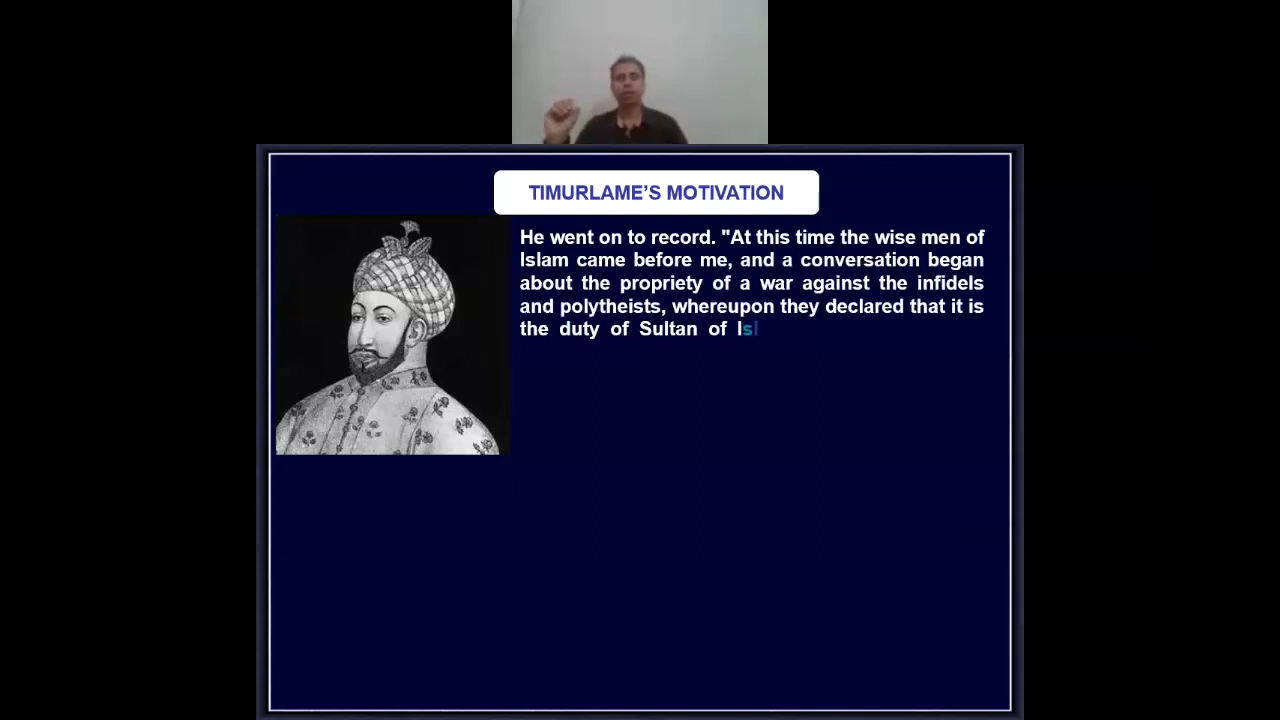 TIMURLAME'S MOTIVATION
He went on to record. "At this time the wise men of
Islam came before me, and a conversation began
about the propriety of a war against the infidels
and polytheists, whereupon they declared that it is
the duty of Sultan of Isl